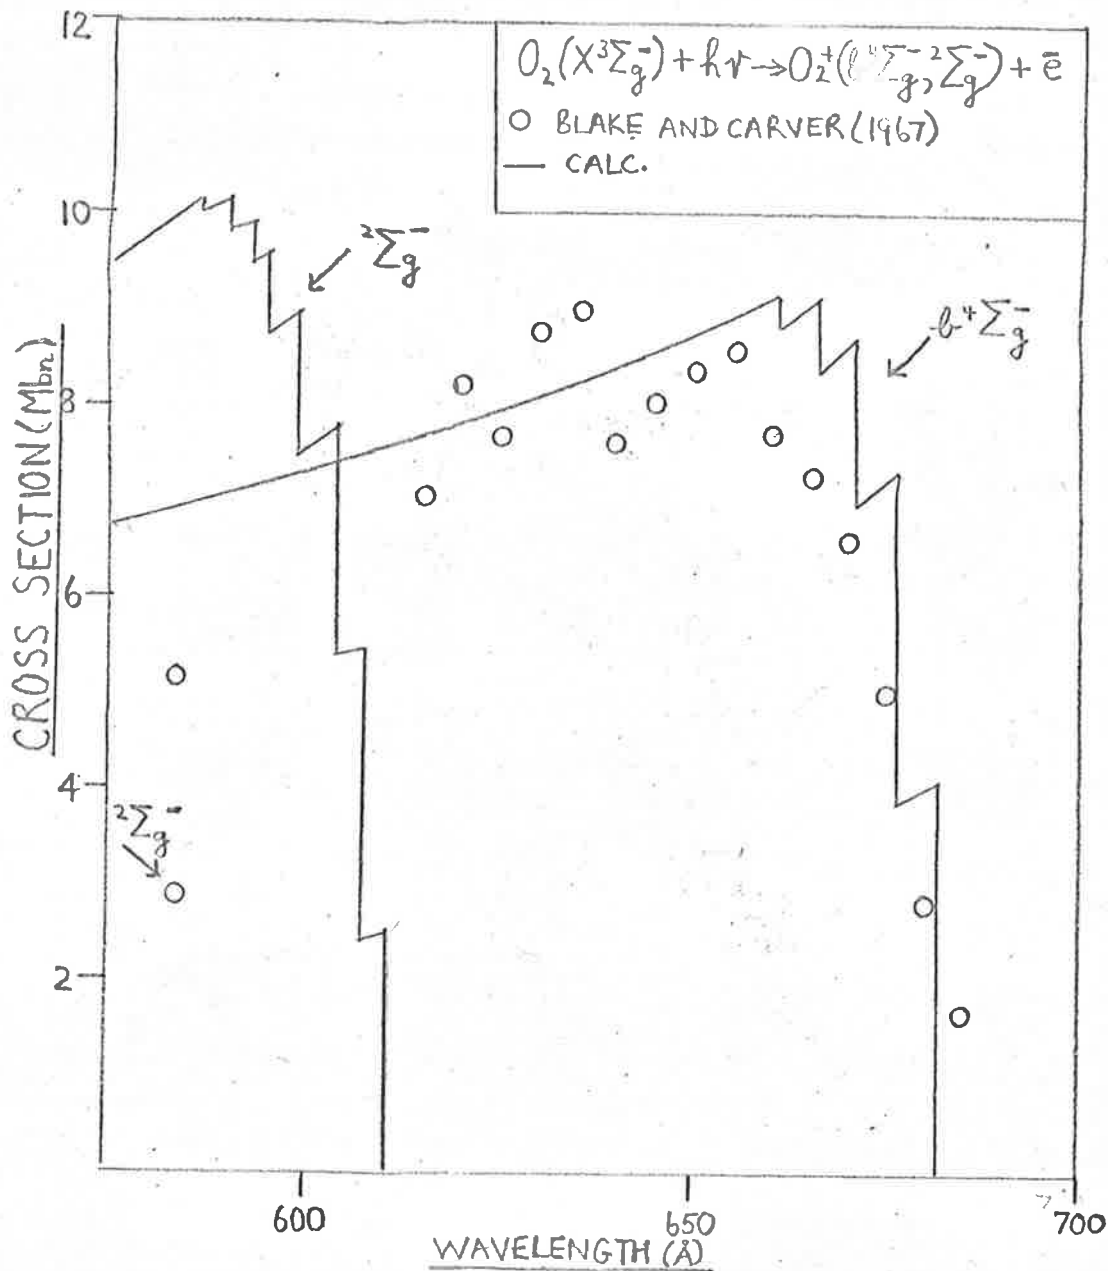 12
10
8
6
4
2
O₂(X³Σg⁻) + hν → O₂⁺(b⁴Σg⁻, ²Σg⁻) + ē
O BLAKE AND CARVER (1967)
— CALC.
²Σg⁻
b⁴Σg⁻
²Σg⁻
CROSS SECTION (Mbn)
600
650
700
WAVELENGTH (Å)